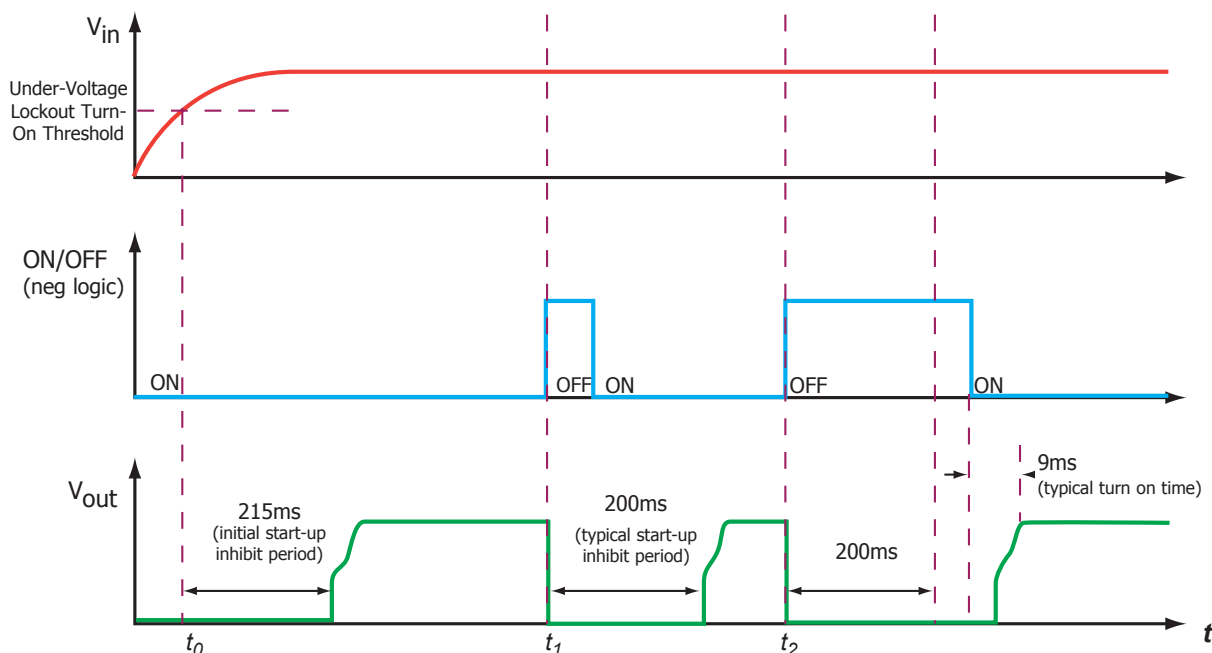 Vin
Under-Voltage
Lockout Turn-
On Threshold
ON/OFF
(neg logic)
ON
OFF
ON
OFF
ON
Vout
215ms
(initial start-up
inhibit period)
200ms
(typical start-up
inhibit period)
200ms
9ms
(typical turn on time)
t0
t1
t2
t